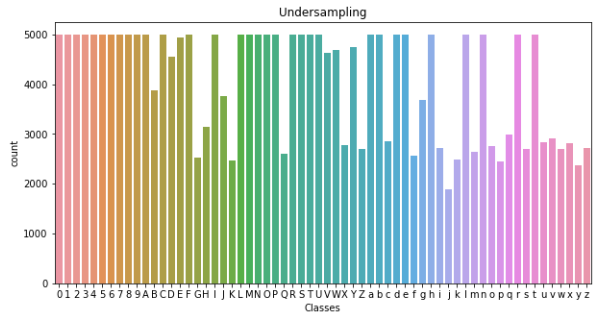 Undersampling
5000
4000
3000
2000
1000
0
count
0 1 2 3 4 5 6 7 8 9 A B C D E F G H I J K L M N O P Q R S T U V W X Y Z a b c d e f g h i j k l m n o p q r s t u v w x y z
Classes